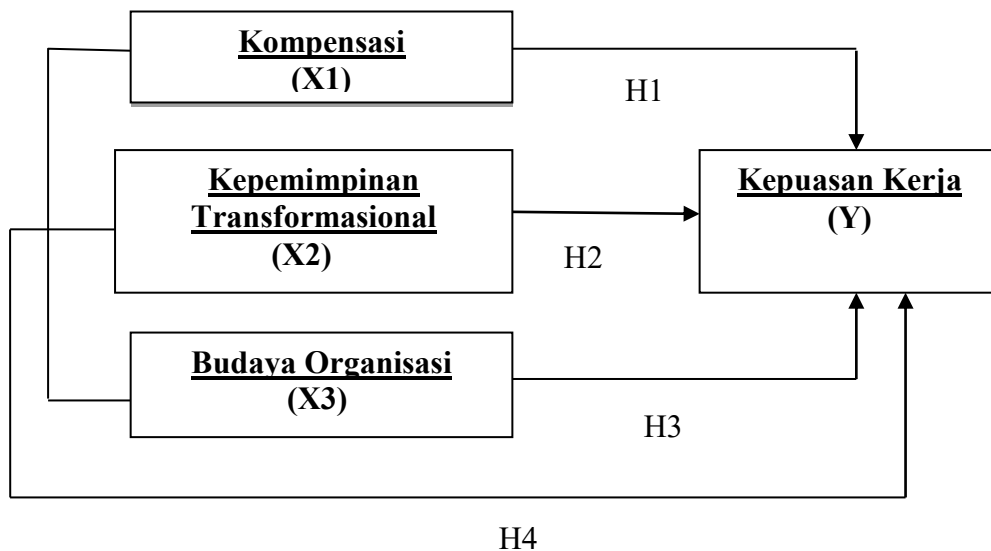 Kompensasi
(X1)
H1
Kepemimpinan
Transformasional
(X2)
H2
Kepuasan Kerja
(Y)
Budaya Organisasi
(X3)
H3
H4